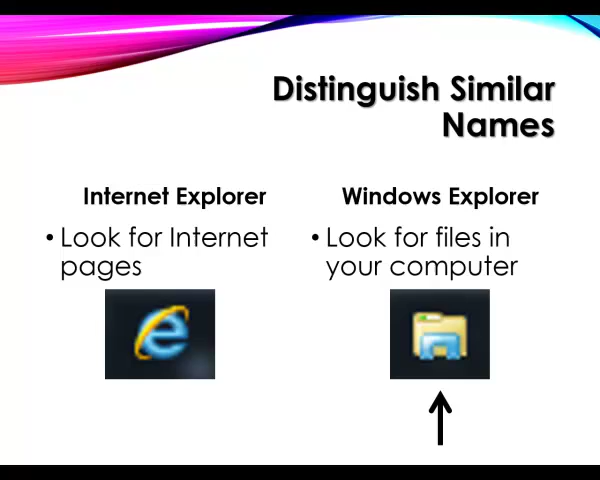 Distinguish Similar
Names
Internet Explorer
• Look for Internet
pages
Windows Explorer
• Look for files in
your computer